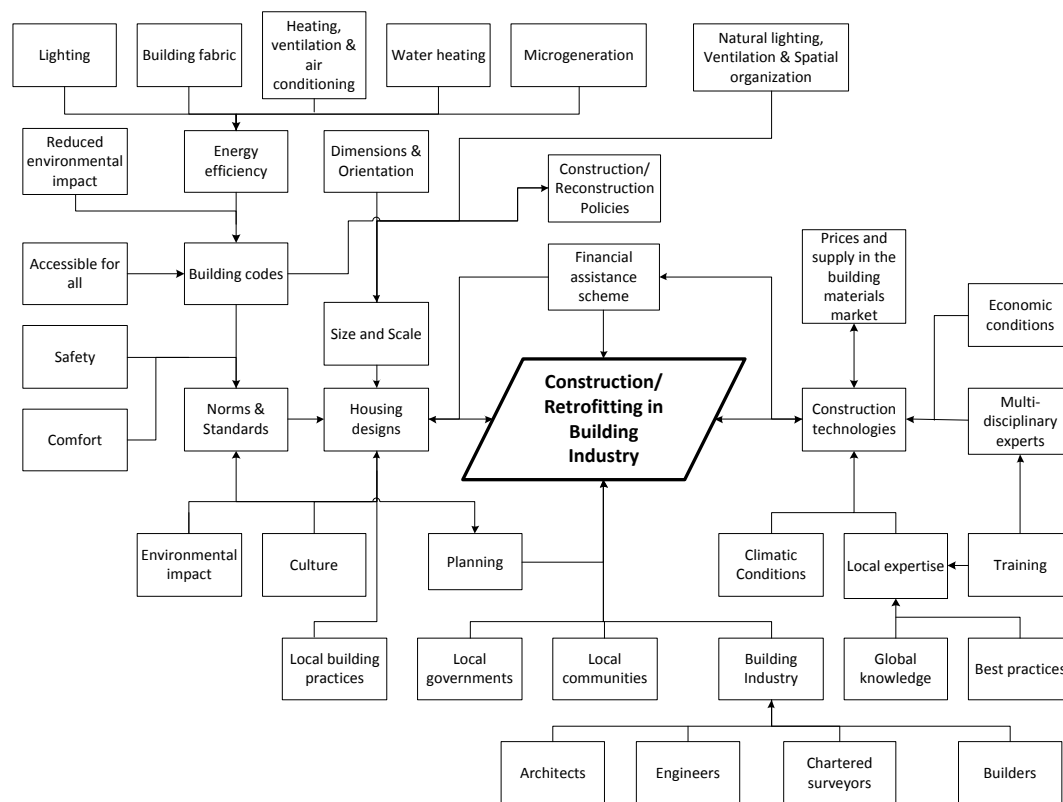 Lighting
Building fabric
Heating,
ventilation &
air
conditioning
Water heating
Microgeneration
Natural lighting,
Ventilation & Spatial
organization
Reduced
environmental
impact
Energy
efficiency
Dimensions &
Orientation
Construction/
Reconstruction
Policies
Accessible for
all
Building codes
Financial
assistance
scheme
Prices and
supply in the
building
materials
market
Economic
conditions
Safety
Size and Scale
Comfort
Norms &
Standards
Housing
designs
Construction/
Retrofitting in
Building
Industry
Construction
technologies
Multi-
disciplinary
experts
Environmental
impact
Culture
Planning
Climatic
Conditions
Local expertise
Training
Local building
practices
Local
governments
Local
communities
Building
Industry
Global
knowledge
Best practices
Architects
Engineers
Chartered
surveyors
Builders